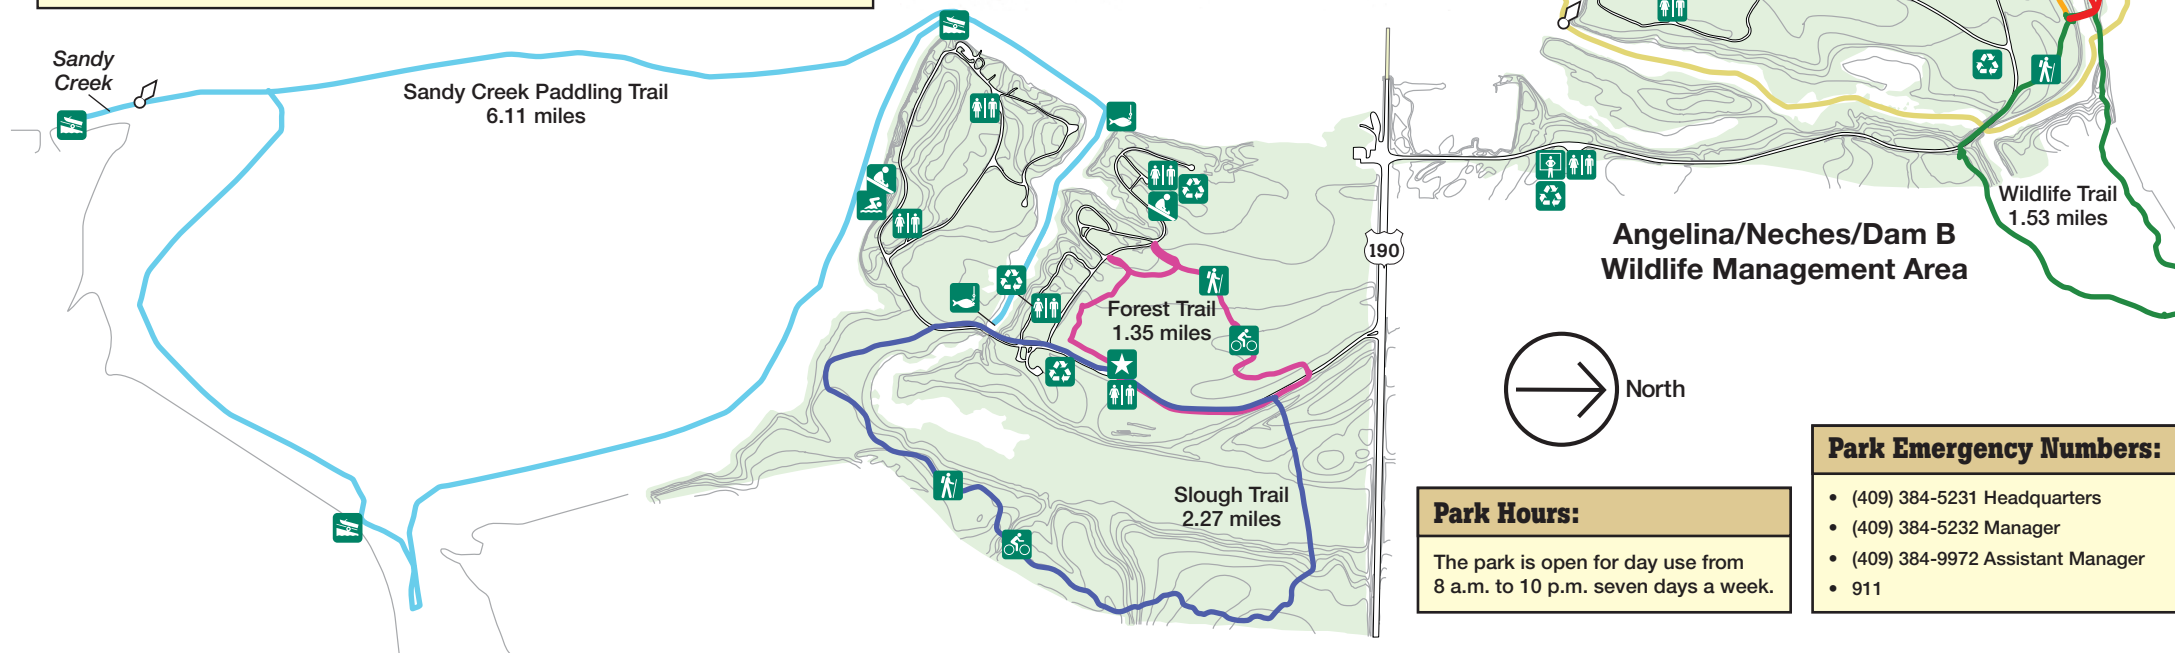 Sandy
Creek
Sandy Creek Paddling Trail
6.11 miles
Forest Trail
1.35 miles
Slough Trail
2.27 miles
190
Wildlife Trail
1.53 miles
Angelina/Neches/Dam B
Wildlife Management Area
North
Park Hours:
The park is open for day use from
8 a.m. to 10 p.m. seven days a week.
Park Emergency Numbers:
• (409) 384-5231 Headquarters
• (409) 384-5232 Manager
• (409) 384-9972 Assistant Manager
• 911